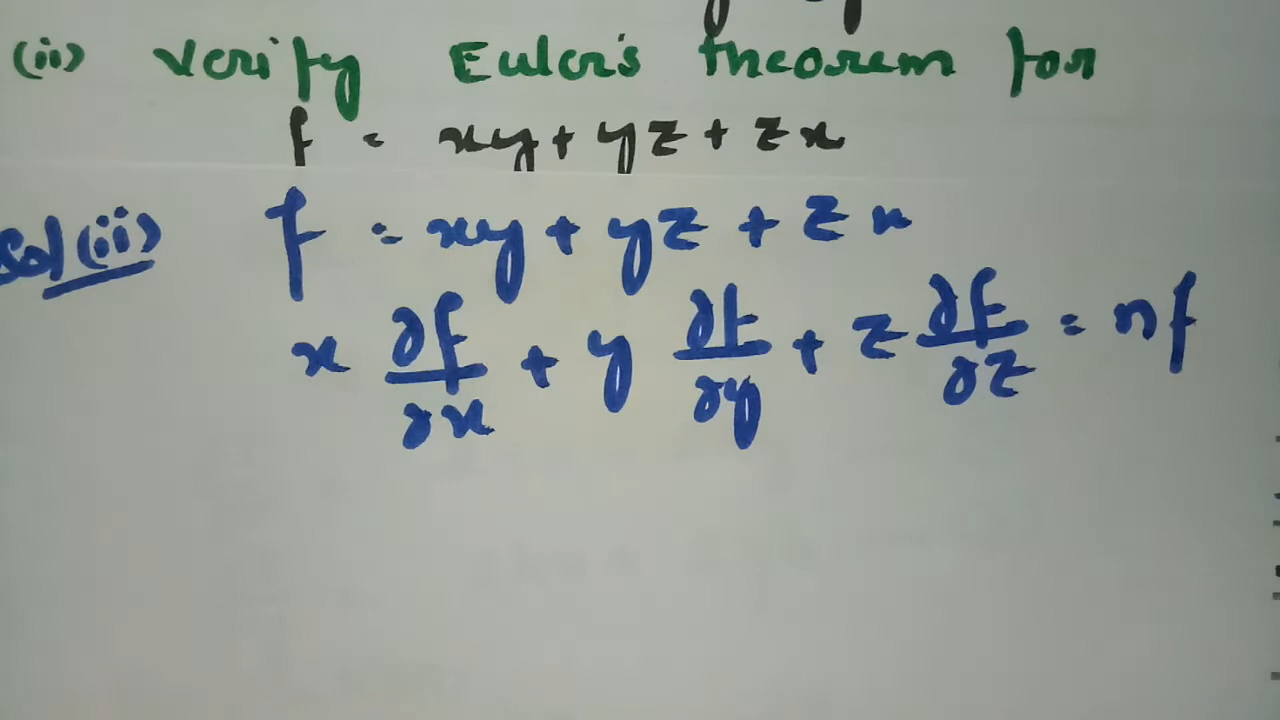 (ii) Verify Euler's theorem for
f = xy + yz + zx
Sol (ii) f = xy + yz + zx
x ∂f/∂x + y ∂f/∂y + z ∂f/∂z = nf